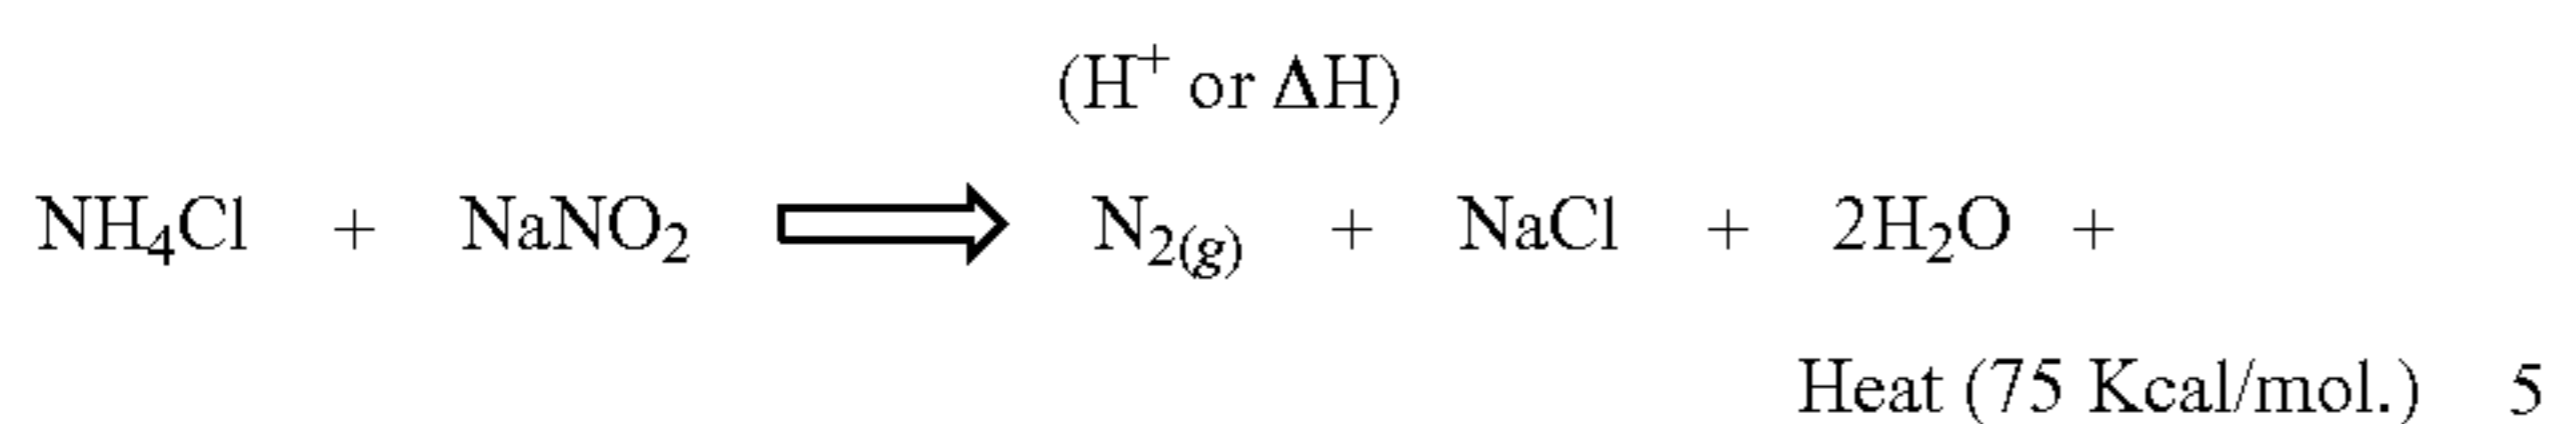 (H⁺ or ΔH)
NH₄Cl + NaNO₂ ⇨ N₂₍g₎ + NaCl + 2H₂O +
Heat (75 Kcal/mol.) 5